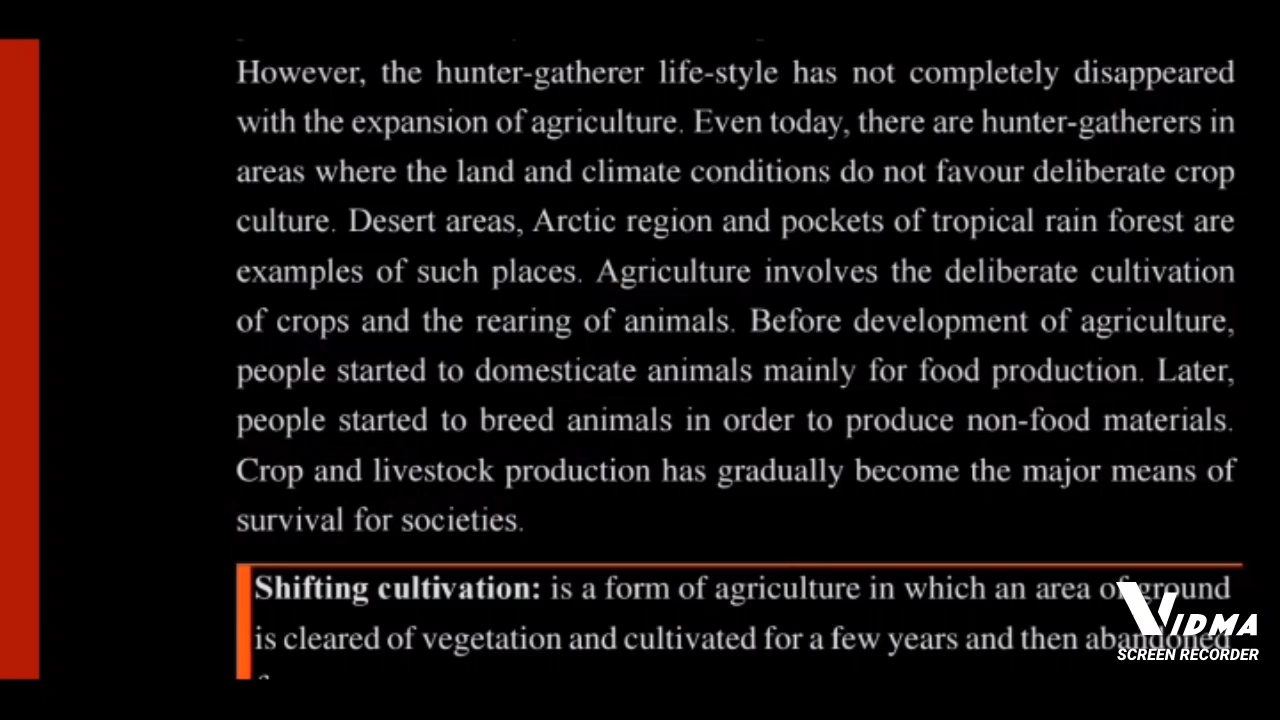 However, the hunter-gatherer life-style has not completely disappeared
with the expansion of agriculture. Even today, there are hunter-gatherers in
areas where the land and climate conditions do not favour deliberate crop
culture. Desert areas, Arctic region and pockets of tropical rain forest are
examples of such places. Agriculture involves the deliberate cultivation
of crops and the rearing of animals. Before development of agriculture,
people started to domesticate animals mainly for food production. Later,
people started to breed animals in order to produce non-food materials.
Crop and livestock production has gradually become the major means of
survival for societies.
Shifting cultivation: is a form of agriculture in which an area of ground
is cleared of vegetation and cultivated for a few years and then abandoned
VIDMA
SCREEN RECORDER